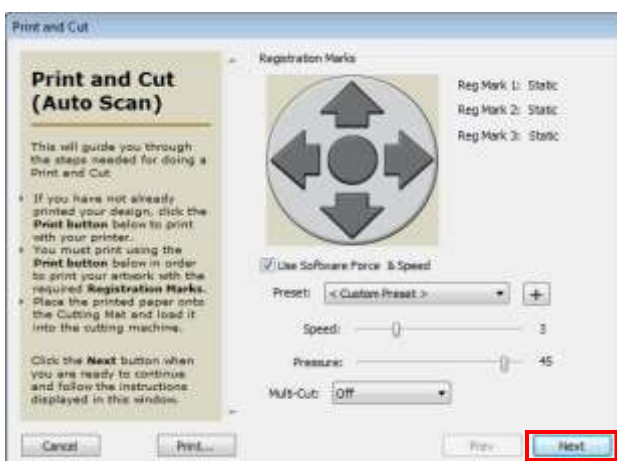 Print and Cut
Print and Cut
(Auto Scan)
This will guide you through
the steps needed for doing a
Print and Cut
If you have not already
printed your design, click the
Print button below to print
with your printer.
You must print using the
Print button below in order
to print your artwork with the
required Registration Marks.
Place the printed paper onto
the Cutting Mat and load it
into the cutting machine.
Click the Next button when
you are ready to continue
and follow the instructions
displayed in this window.
Registration Marks
Reg Mark 1: Static
Reg Mark 2: Static
Reg Mark 3: Static
Use Software Force & Speed
Preset: < Custom Preset > +
Speed: 3
Pressure: 45
Multi-Cut: Off
Cancel Print... Prev Next